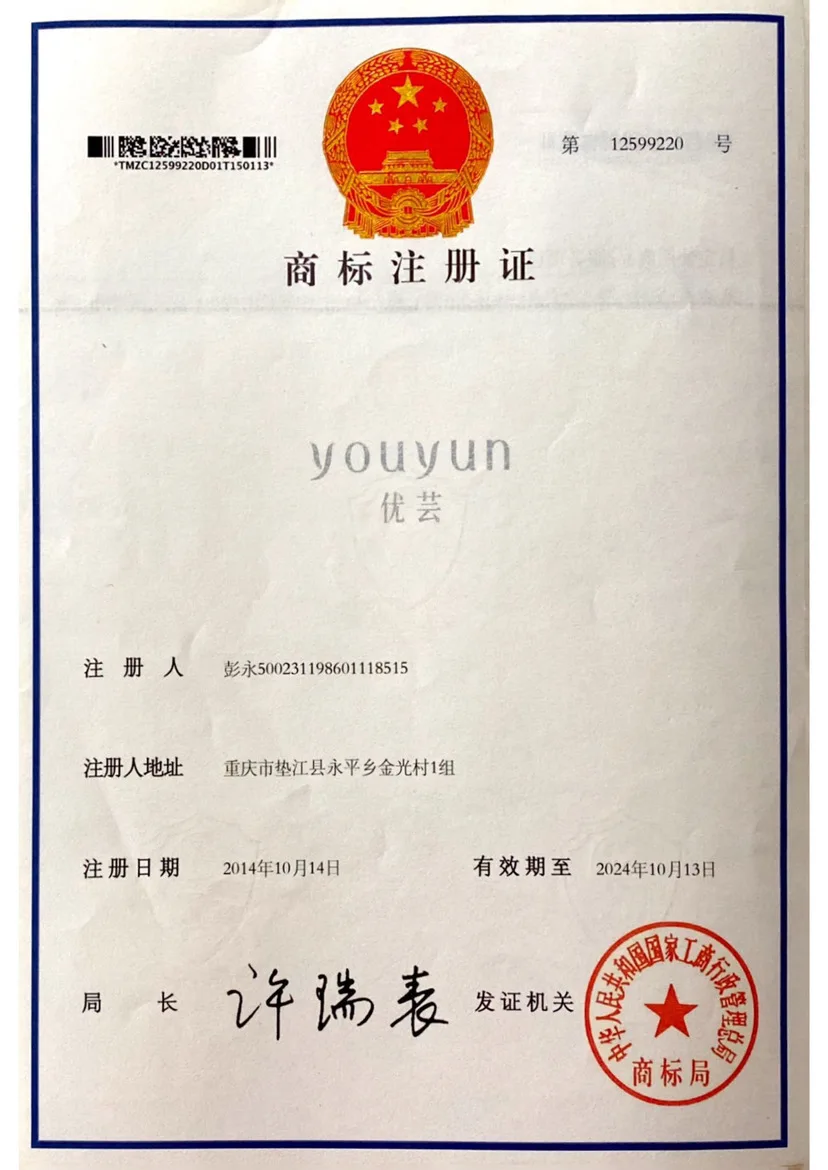 *TMZC12599220D01T150113*
第 12599220 号
商标注册证
youyun
优芸
注册人 彭永500231198601118515
注册人地址 重庆市垫江县永平乡金光村1组
注册日期 2014年10月14日 有效期至 2024年10月13日
局长 许瑞表 发证机关
中华人民共和国国家工商行政管理总局
商标局